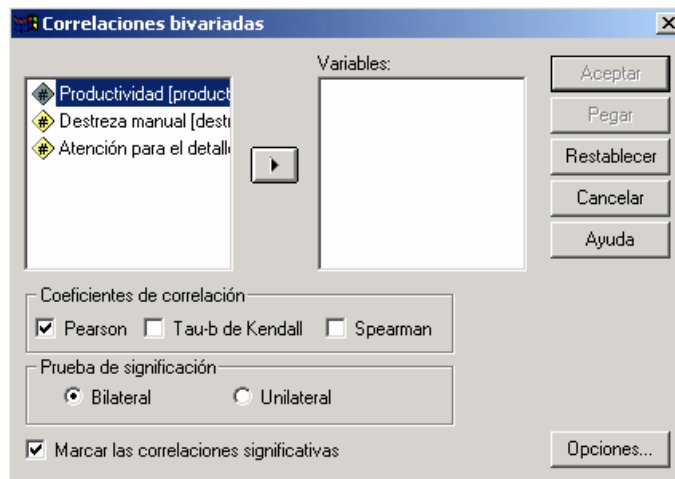 Correlaciones bivariadas
Productividad [product
Destreza manual [destr
Atención para el detalle
Variables:
Aceptar
Pegar
Restablecer
Cancelar
Ayuda
Coeficientes de correlación
Pearson
Tau-b de Kendall
Spearman
Prueba de significación
Bilateral
Unilateral
Marcar las correlaciones significativas
Opciones...